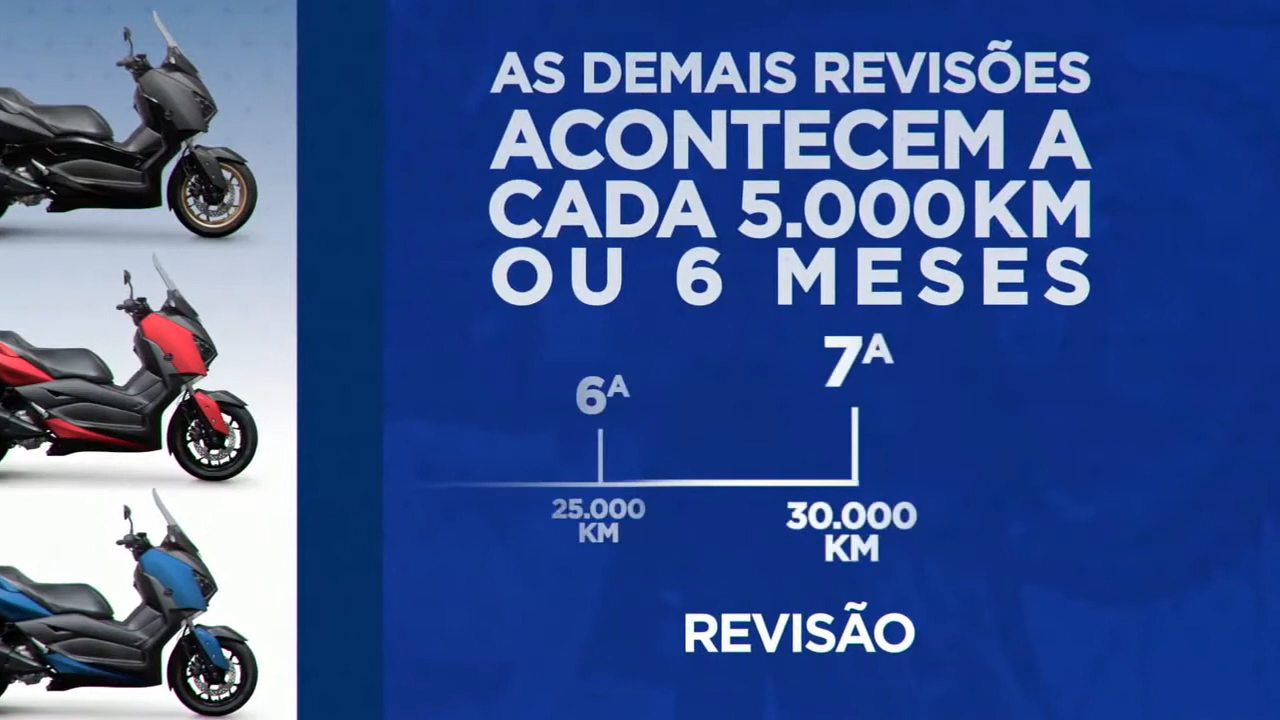 AS DEMAIS REVISÕES
ACONTECEM A
CADA 5.000KM
OU 6 MESES
6ª
7ª
25.000
KM
30.000
KM
REVISÃO